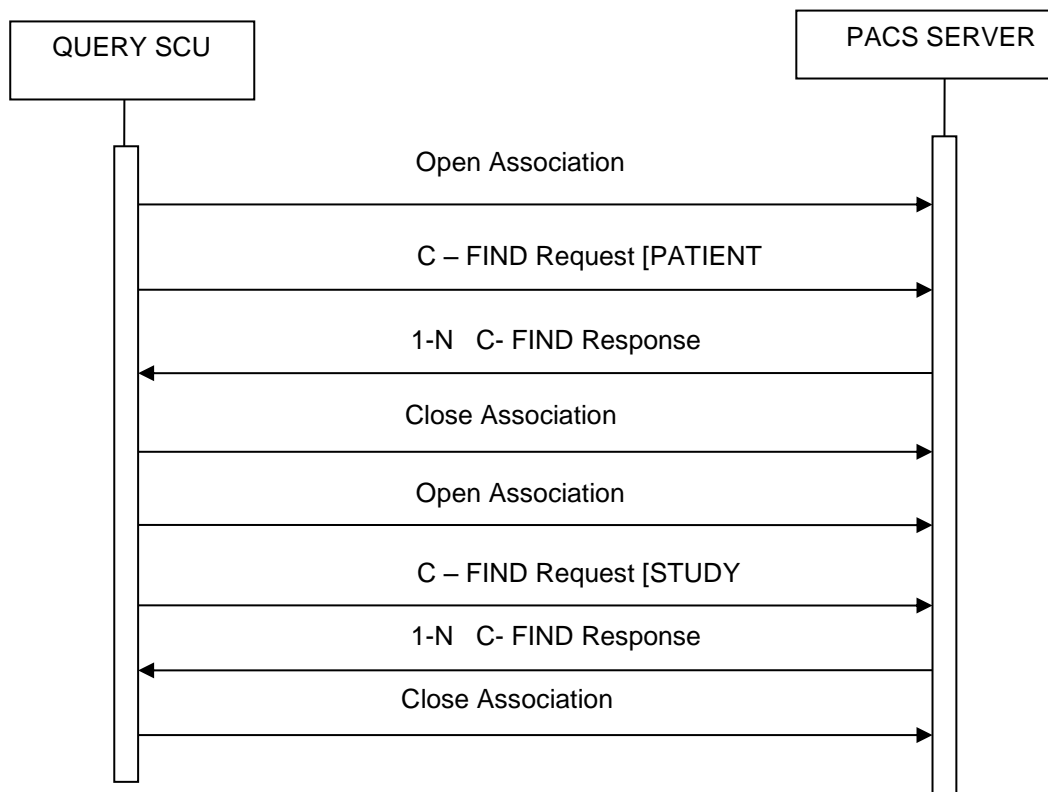 QUERY SCU
PACS SERVER
Open Association
C – FIND Request [PATIENT
1-N C- FIND Response
Close Association
Open Association
C – FIND Request [STUDY
1-N C- FIND Response
Close Association